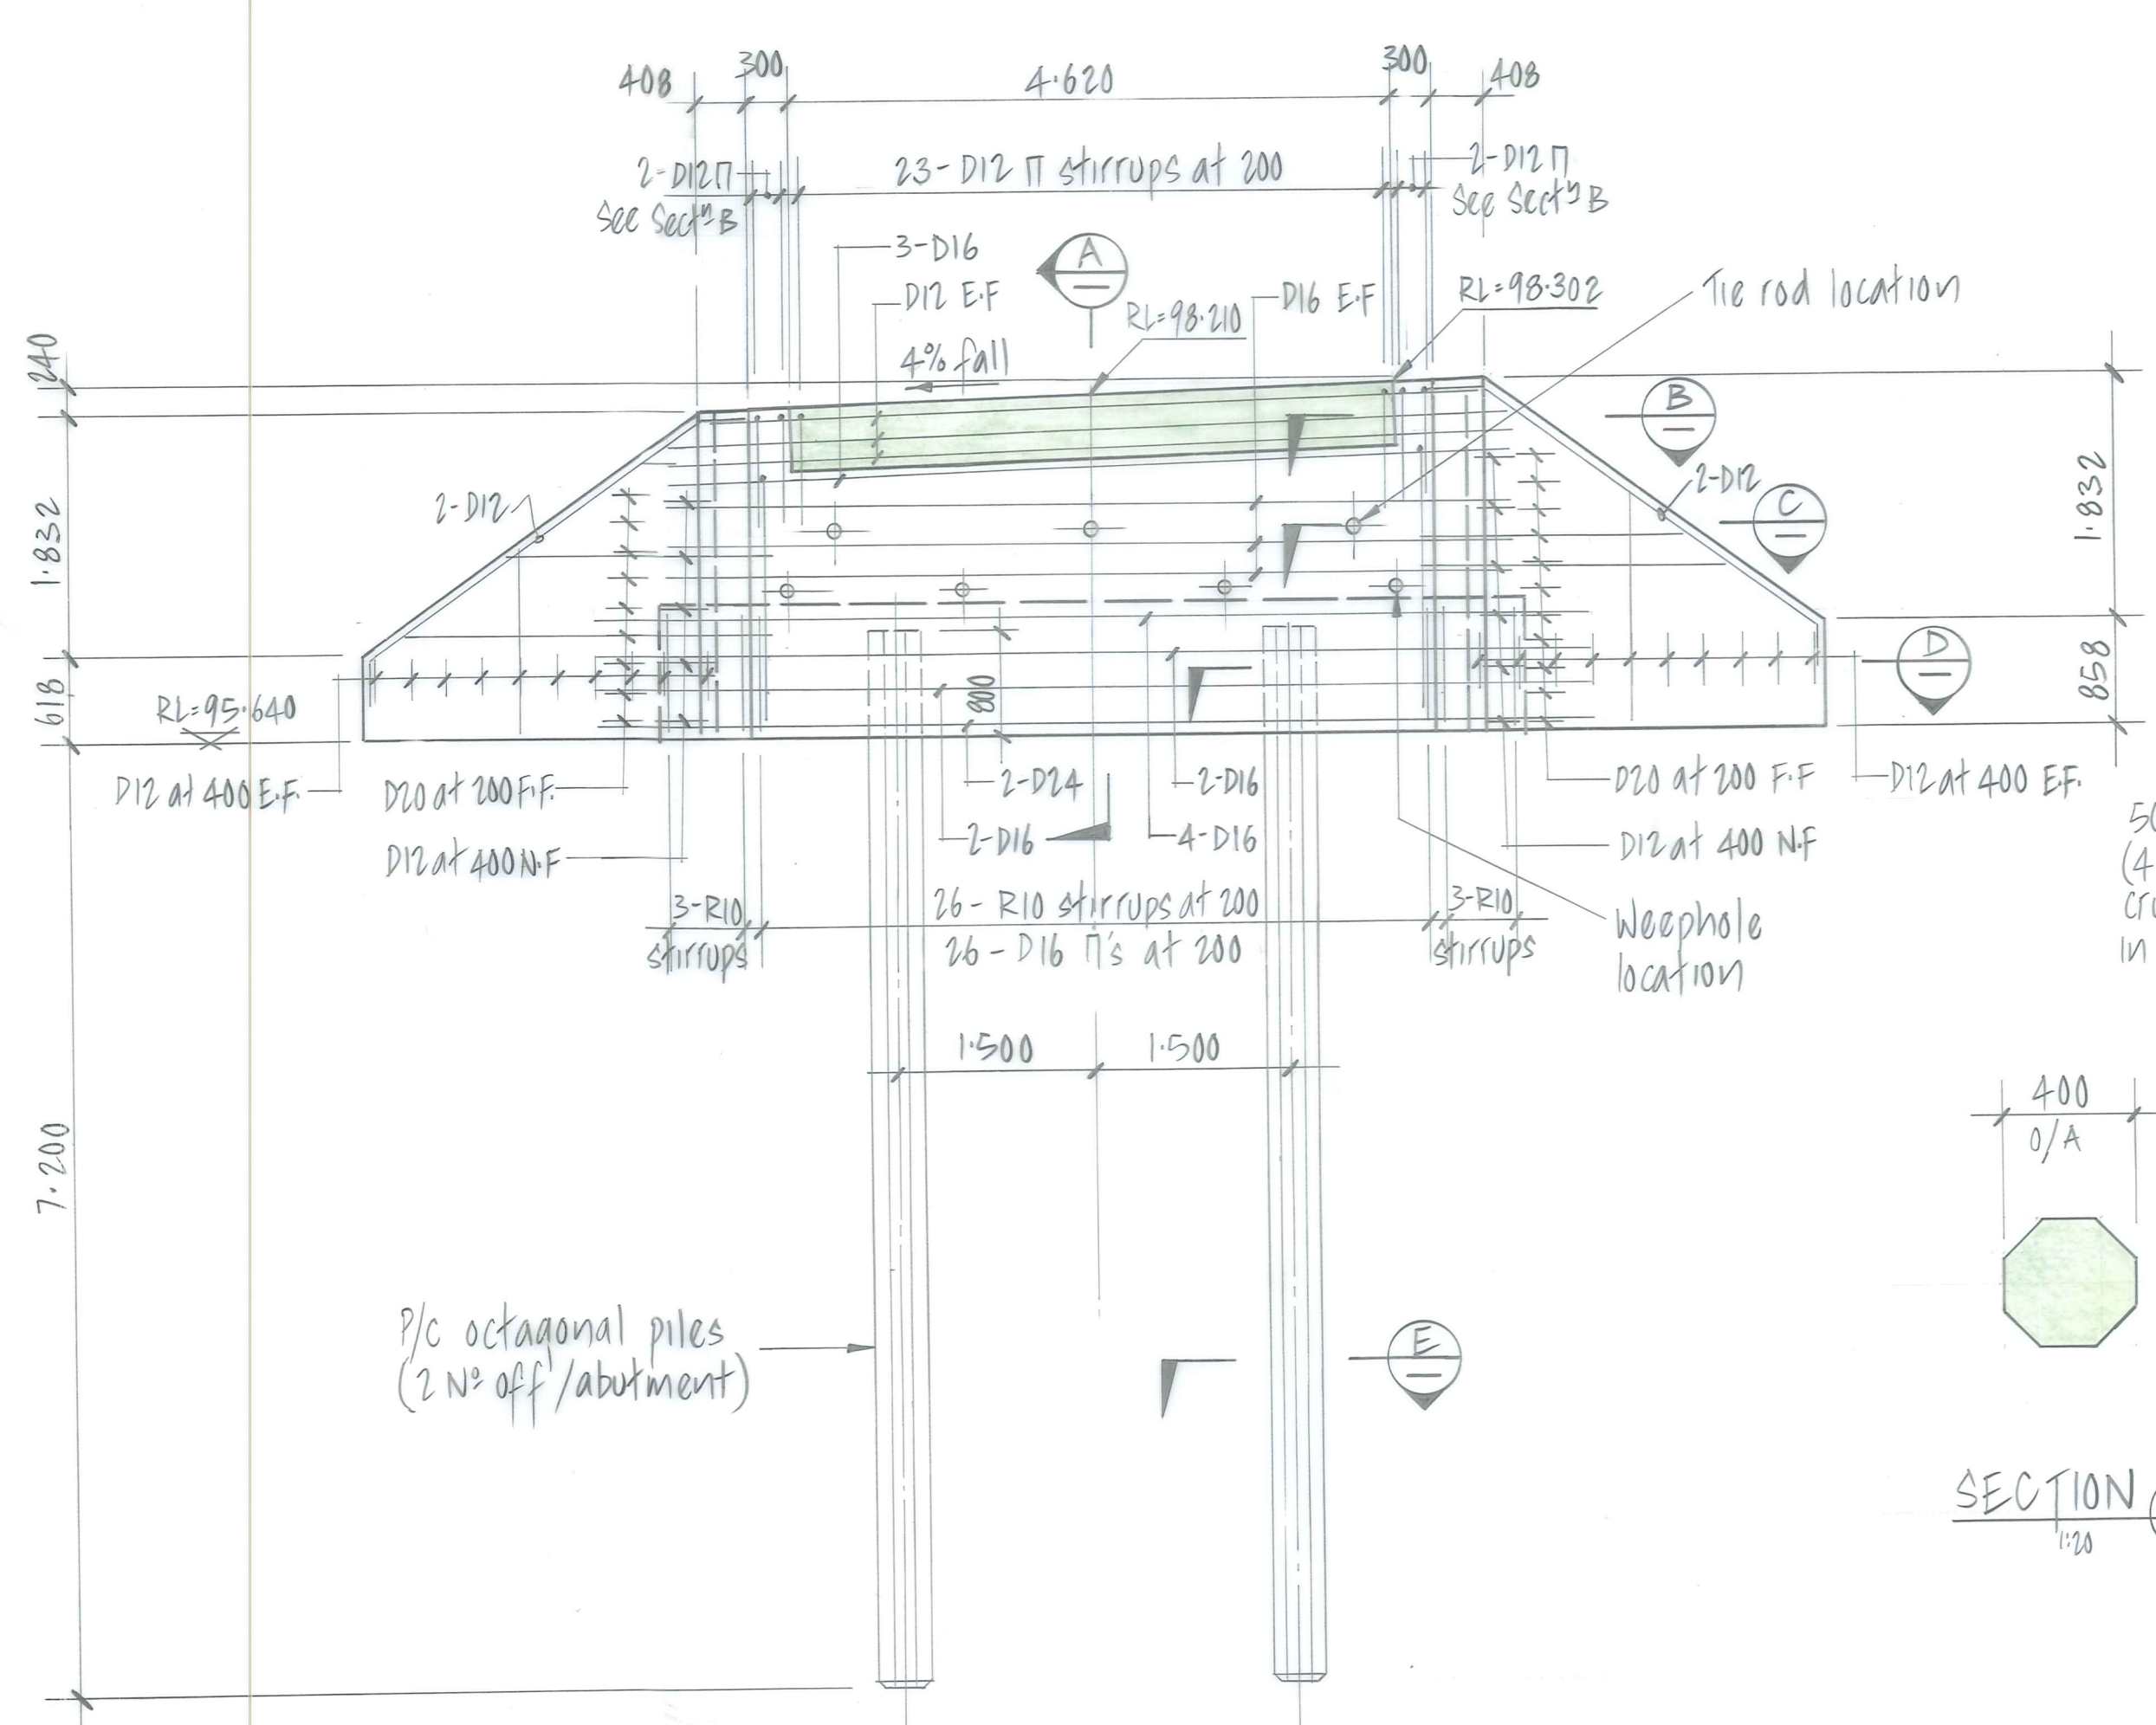 408
300
4.620
300
408
2-D12 Π
See Sectⁿ B
23-D12 Π stirrups at 200
2-D12 Π
See Sectⁿ B
3-D16
D12 E.F
A
RL=98.210
D16 E.F
RL=98.302
Tie rod location
4% fall
240
B
2-D12
2-D12
C
1.832
1.832
D
618
858
RL=95.640
800
D12 at 400 E.F.
D20 at 200 F.F.
2-D24
2-D16
D20 at 200 F.F
D12 at 400 E.F.
D12 at 400 N.F
2-D16
4-D16
D12 at 400 N.F
3-R10
stirrups
26- R10 stirrups at 200
26- D16 Π's at 200
3-R10
stirrups
Weephole
location
(4
in
1.500
1.500
7.200
400
O/A
P/C octagonal piles
(2 Nº off /abutment)
E
SECTION
1:20